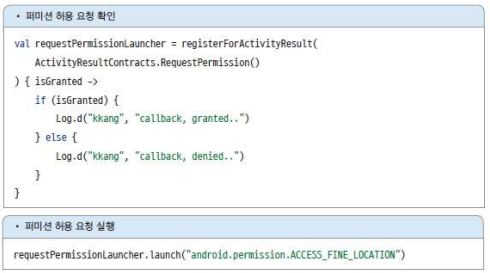 • 퍼미션 허용 요청 확인
val requestPermissionLauncher = registerForActivityResult(
    ActivityResultContracts.RequestPermission()
) { isGranted ->
    if (isGranted) {
        Log.d("kkang", "callback, granted..")
    } else {
        Log.d("kkang", "callback, denied..")
    }
}
• 퍼미션 허용 요청 실행
requestPermissionLauncher.launch("android.permission.ACCESS_FINE_LOCATION")